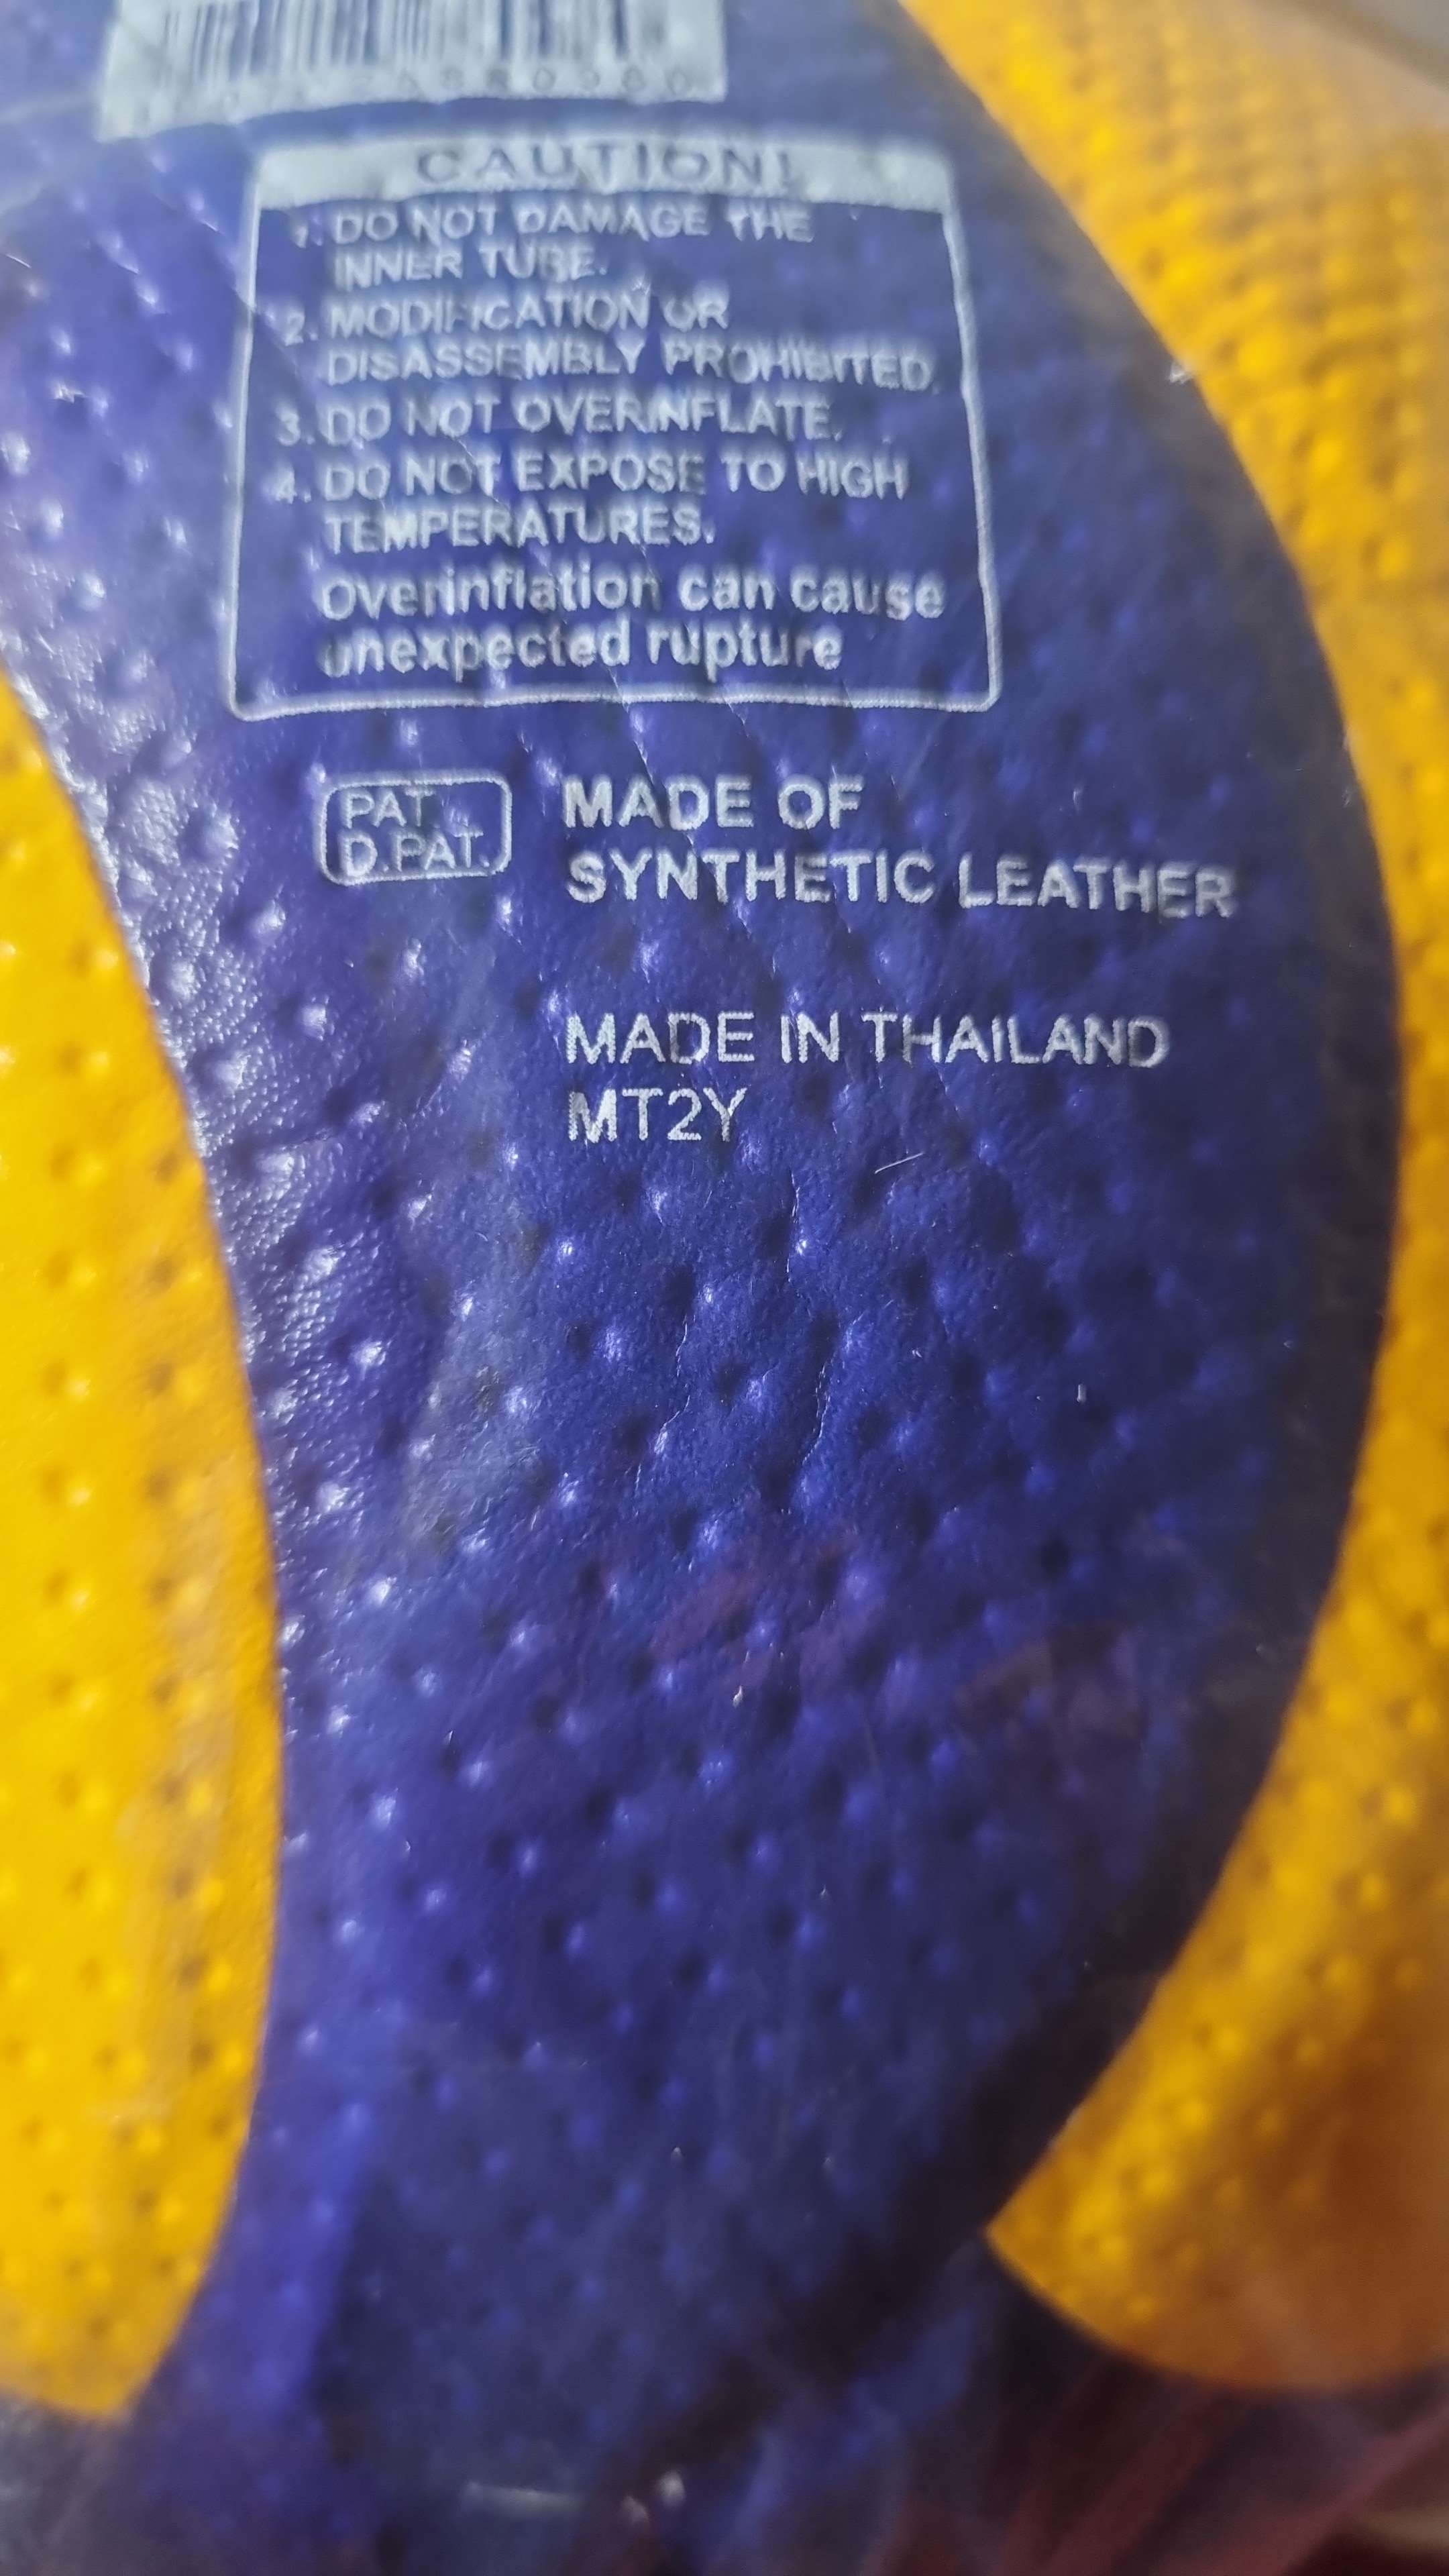 CAUTION!
1. DO NOT DAMAGE THE
INNER TUBE.
2. MODIFICATION OR
DISASSEMBLY PROHIBITED.
3. DO NOT OVERINFLATE.
4. DO NOT EXPOSE TO HIGH
TEMPERATURES.
Overinflation can cause
unexpected rupture
PAT.
D.PAT.
MADE OF
SYNTHETIC LEATHER
MADE IN THAILAND
MT2Y